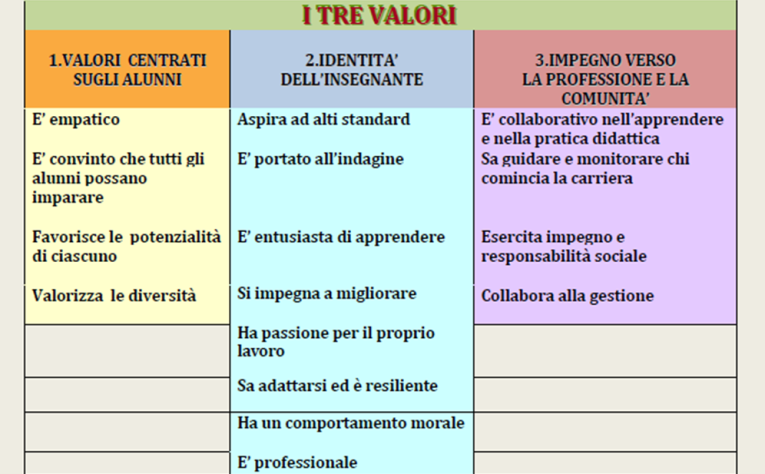 I TRE VALORI
1.VALORI CENTRATI
SUGLI ALUNNI
2.IDENTITA'
DELL'INSEGNANTE
3.IMPEGNO VERSO
LA PROFESSIONE E LA
COMUNITA'
E' empatico
Aspira ad alti standard
E' collaborativo nell'apprendere
e nella pratica didattica
E' convinto che tutti gli
alunni possano
imparare
E' portato all'indagine
Sa guidare e monitorare chi
comincia la carriera
Favorisce le potenzialità
di ciascuno
E' entusiasta di apprendere
Esercita impegno e
responsabilità sociale
Valorizza le diversità
Si impegna a migliorare
Collabora alla gestione
Ha passione per il proprio
lavoro
Sa adattarsi ed è resiliente
Ha un comportamento morale
E' professionale